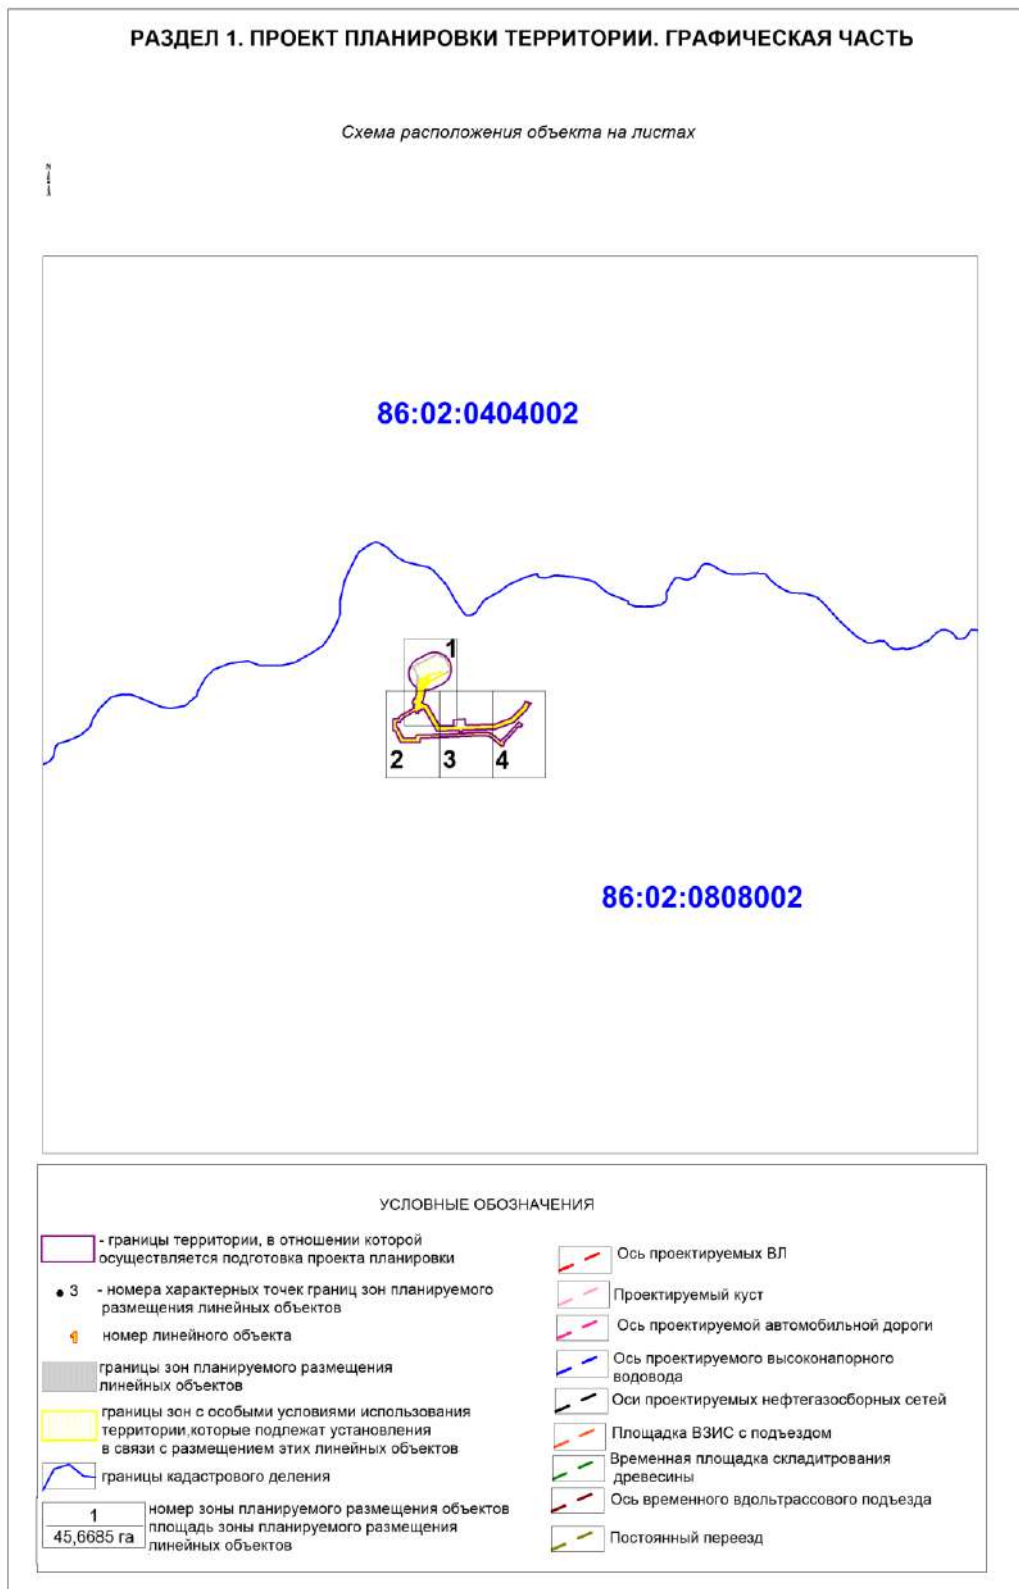 РАЗДЕЛ 1. ПРОЕКТ ПЛАНИРОВКИ ТЕРРИТОРИИ. ГРАФИЧЕСКАЯ ЧАСТЬ
Схема расположения объекта на листах
86:02:0404002
1
2
3
4
86:02:0808002
УСЛОВНЫЕ ОБОЗНАЧЕНИЯ
- границы территории, в отношении которой
осуществляется подготовка проекта планировки
3
- номера характерных точек границ зон планируемого
размещения линейных объектов
1
номер линейного объекта
границы зон планируемого размещения
линейных объектов
границы зон с особыми условиями использования
территории,которые подлежат установления
в связи с размещением этих линейных объектов
границы кадастрового деления
1
45,6685 га
номер зоны планируемого размещения объектов
площадь зоны планируемого размещения
линейных объектов
Ось проектируемых ВЛ
Проектируемый куст
Ось проектируемой автомобильной дороги
Ось проектируемого высоконапорного
водовода
Оси проектируемых нефтегазосборных сетей
Площадка ВЗИС с подъездом
Временная площадка складитрования
древесины
Ось временного вдольтрассового подъезда
Постоянный переезд